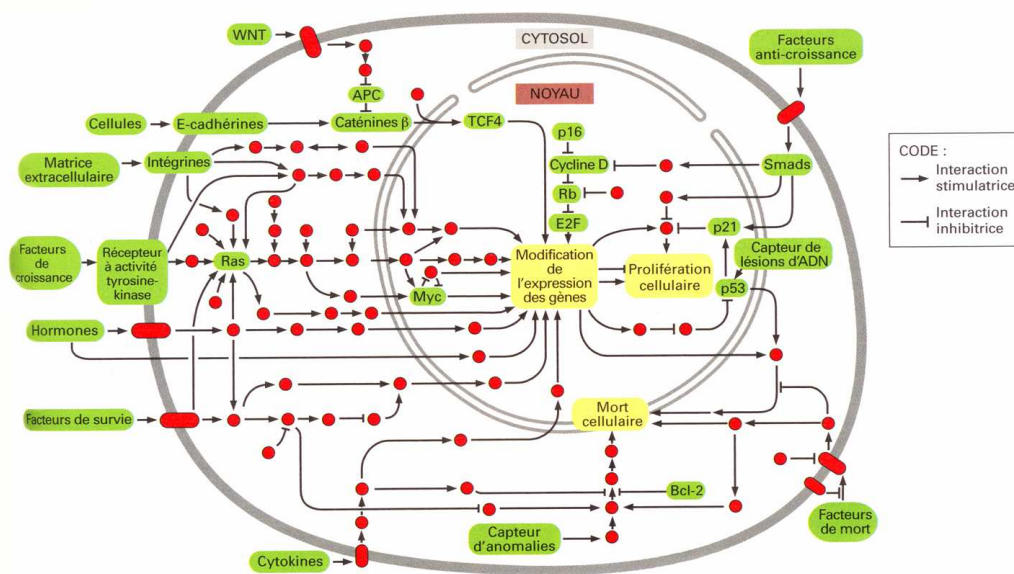 WNT
CYTOSOL
Facteurs
anti-croissance
NOYAU
APC
Cellules
E-cadhérines
Caténines β
TCF4
p16
Matrice
extracellulaire
Intégrines
Cycline D
Smads
CODE :
Interaction
stimulatrice
Interaction
inhibitrice
Rb
E2F
p21
Facteurs
de
croissance
Récepteur
à activité
tyrosine-
kinase
Ras
Myc
Modification
de
l'expression
des gènes
Prolifération
cellulaire
Capteur de
lésions d'ADN
p53
Hormones
Facteurs de survie
Mort
cellulaire
Bcl-2
Capteur
d'anomalies
Cytokines
Facteurs
de mort